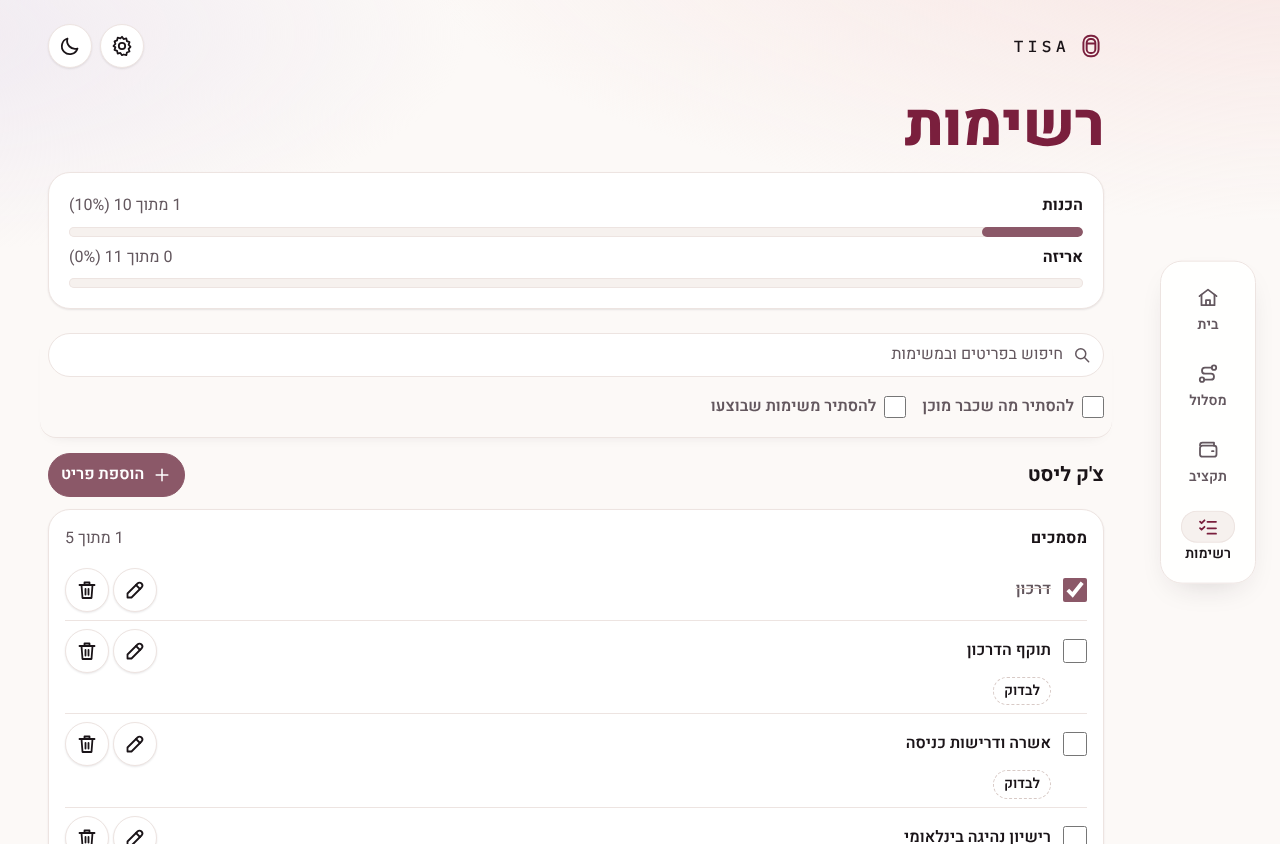 TISA
רשימות
הכנות
1 מתוך 10 (10%)
אריזה
0 מתוך 11 (0%)
חיפוש בפריטים ובמשימות
להסתיר מה שכבר מוכן
להסתיר משימות שבוצעו
צ'ק ליסט
הוספת פריט
מסמכים
1 מתוך 5
דרכון
תוקף הדרכון
לבדוק
אשרה ודרישות כניסה
לבדוק
רישיון נהיגה בינלאומי
בית
מסלול
תקציב
רשימות